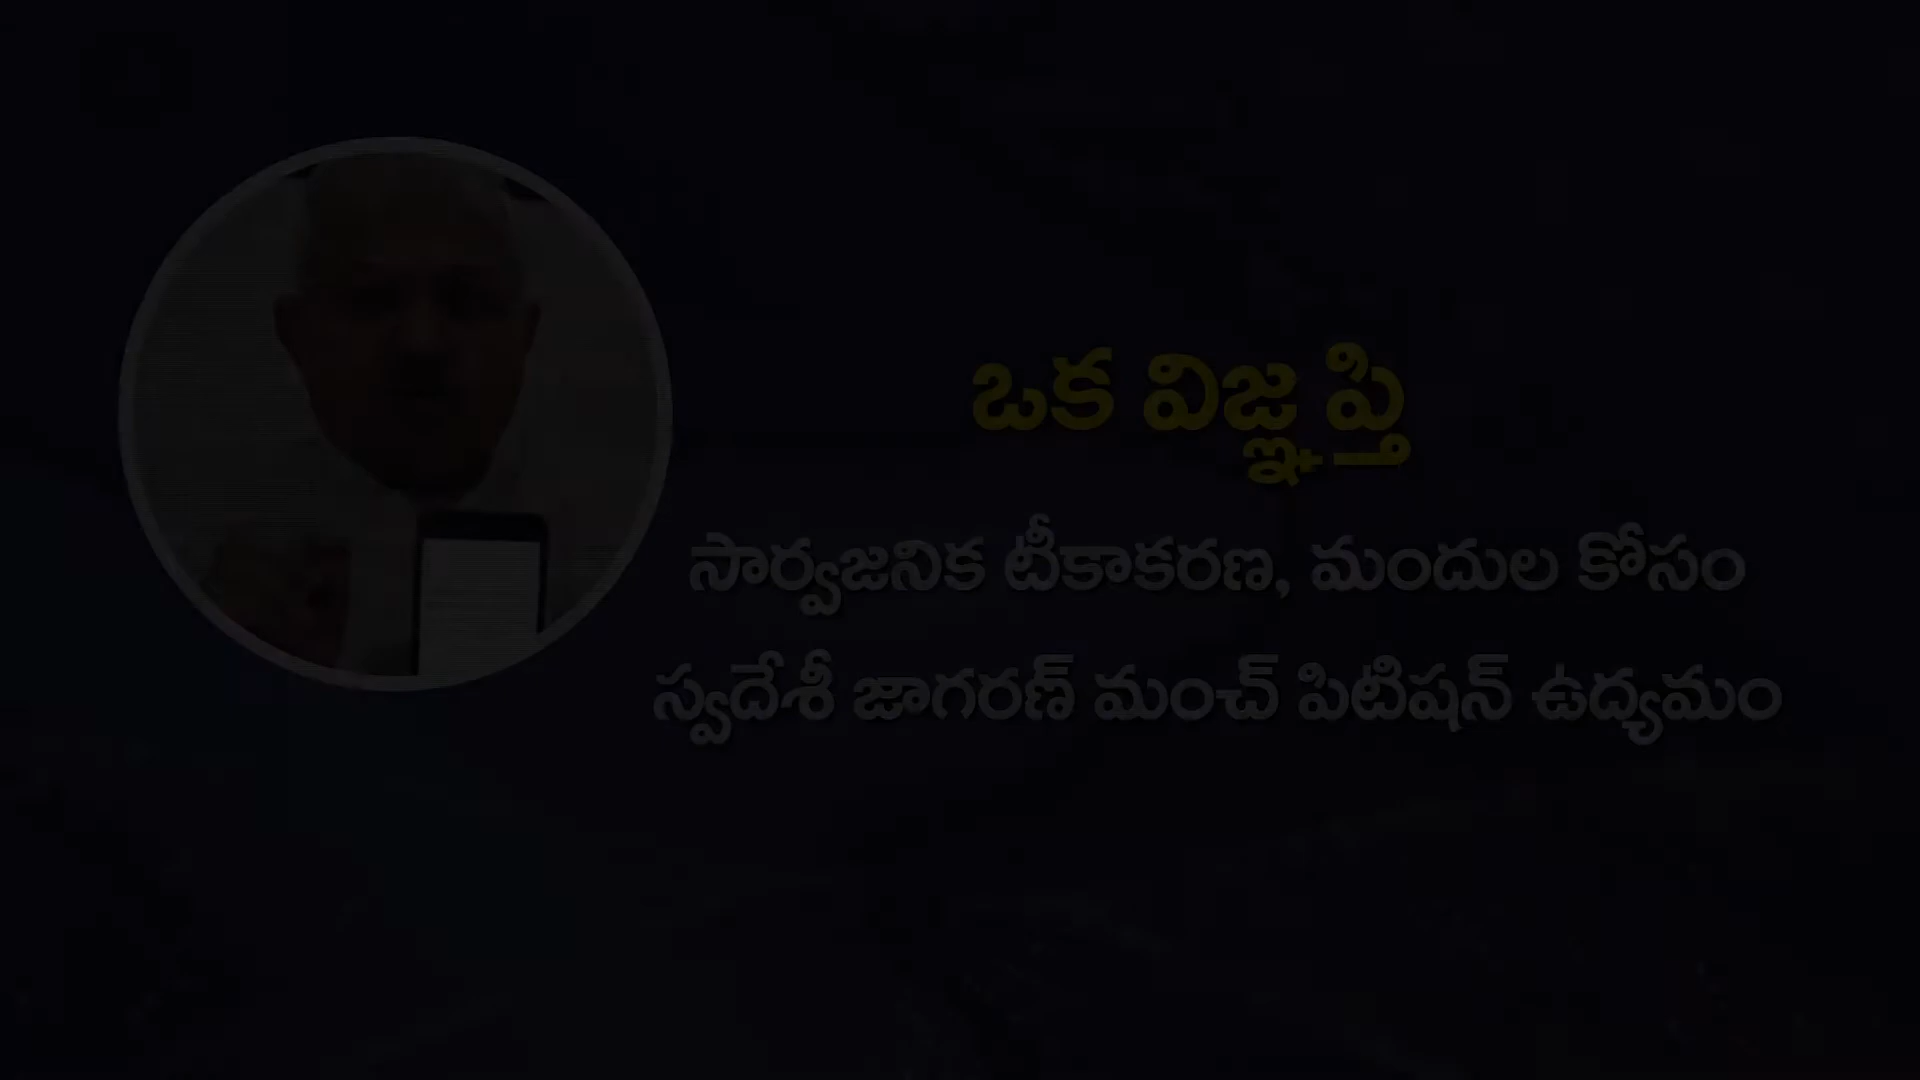 ఒక విజ్ఞప్తి
సార్వజనిక టీకాకరణ, మందుల కోసం
స్వదేశీ జాగరణ్ మంచ్ పిటిషన్ ఉద్యమం